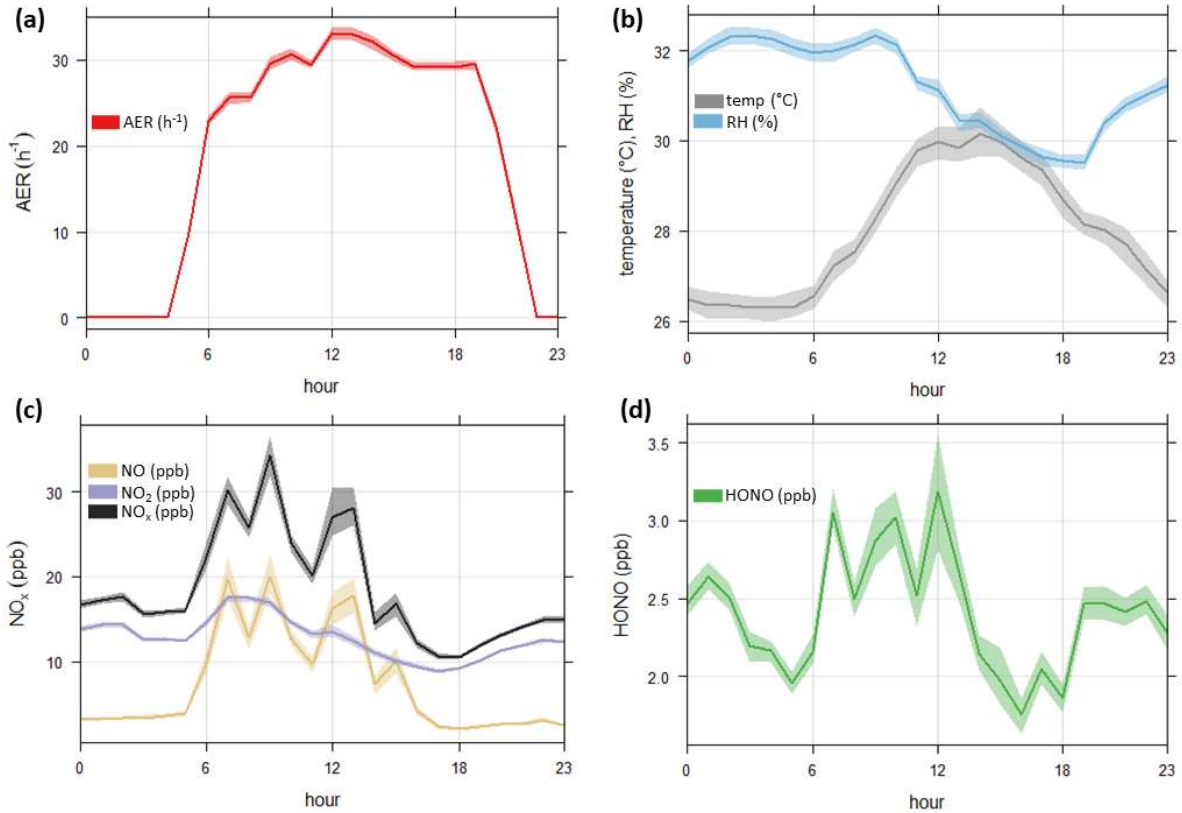 (a)
AER (h⁻¹)
30
20
10
0
AER (h⁻¹)
0 6 12 18 23
hour
(b)
temperature (°C), RH (%)
32
30
28
26
temp (°C)
RH (%)
0 6 12 18 23
hour
(c)
NOₓ (ppb)
30
20
10
NO (ppb)
NO₂ (ppb)
NOₓ (ppb)
0 6 12 18 23
hour
(d)
HONO (ppb)
3.5
3.0
2.5
2.0
HONO (ppb)
0 6 12 18 23
hour